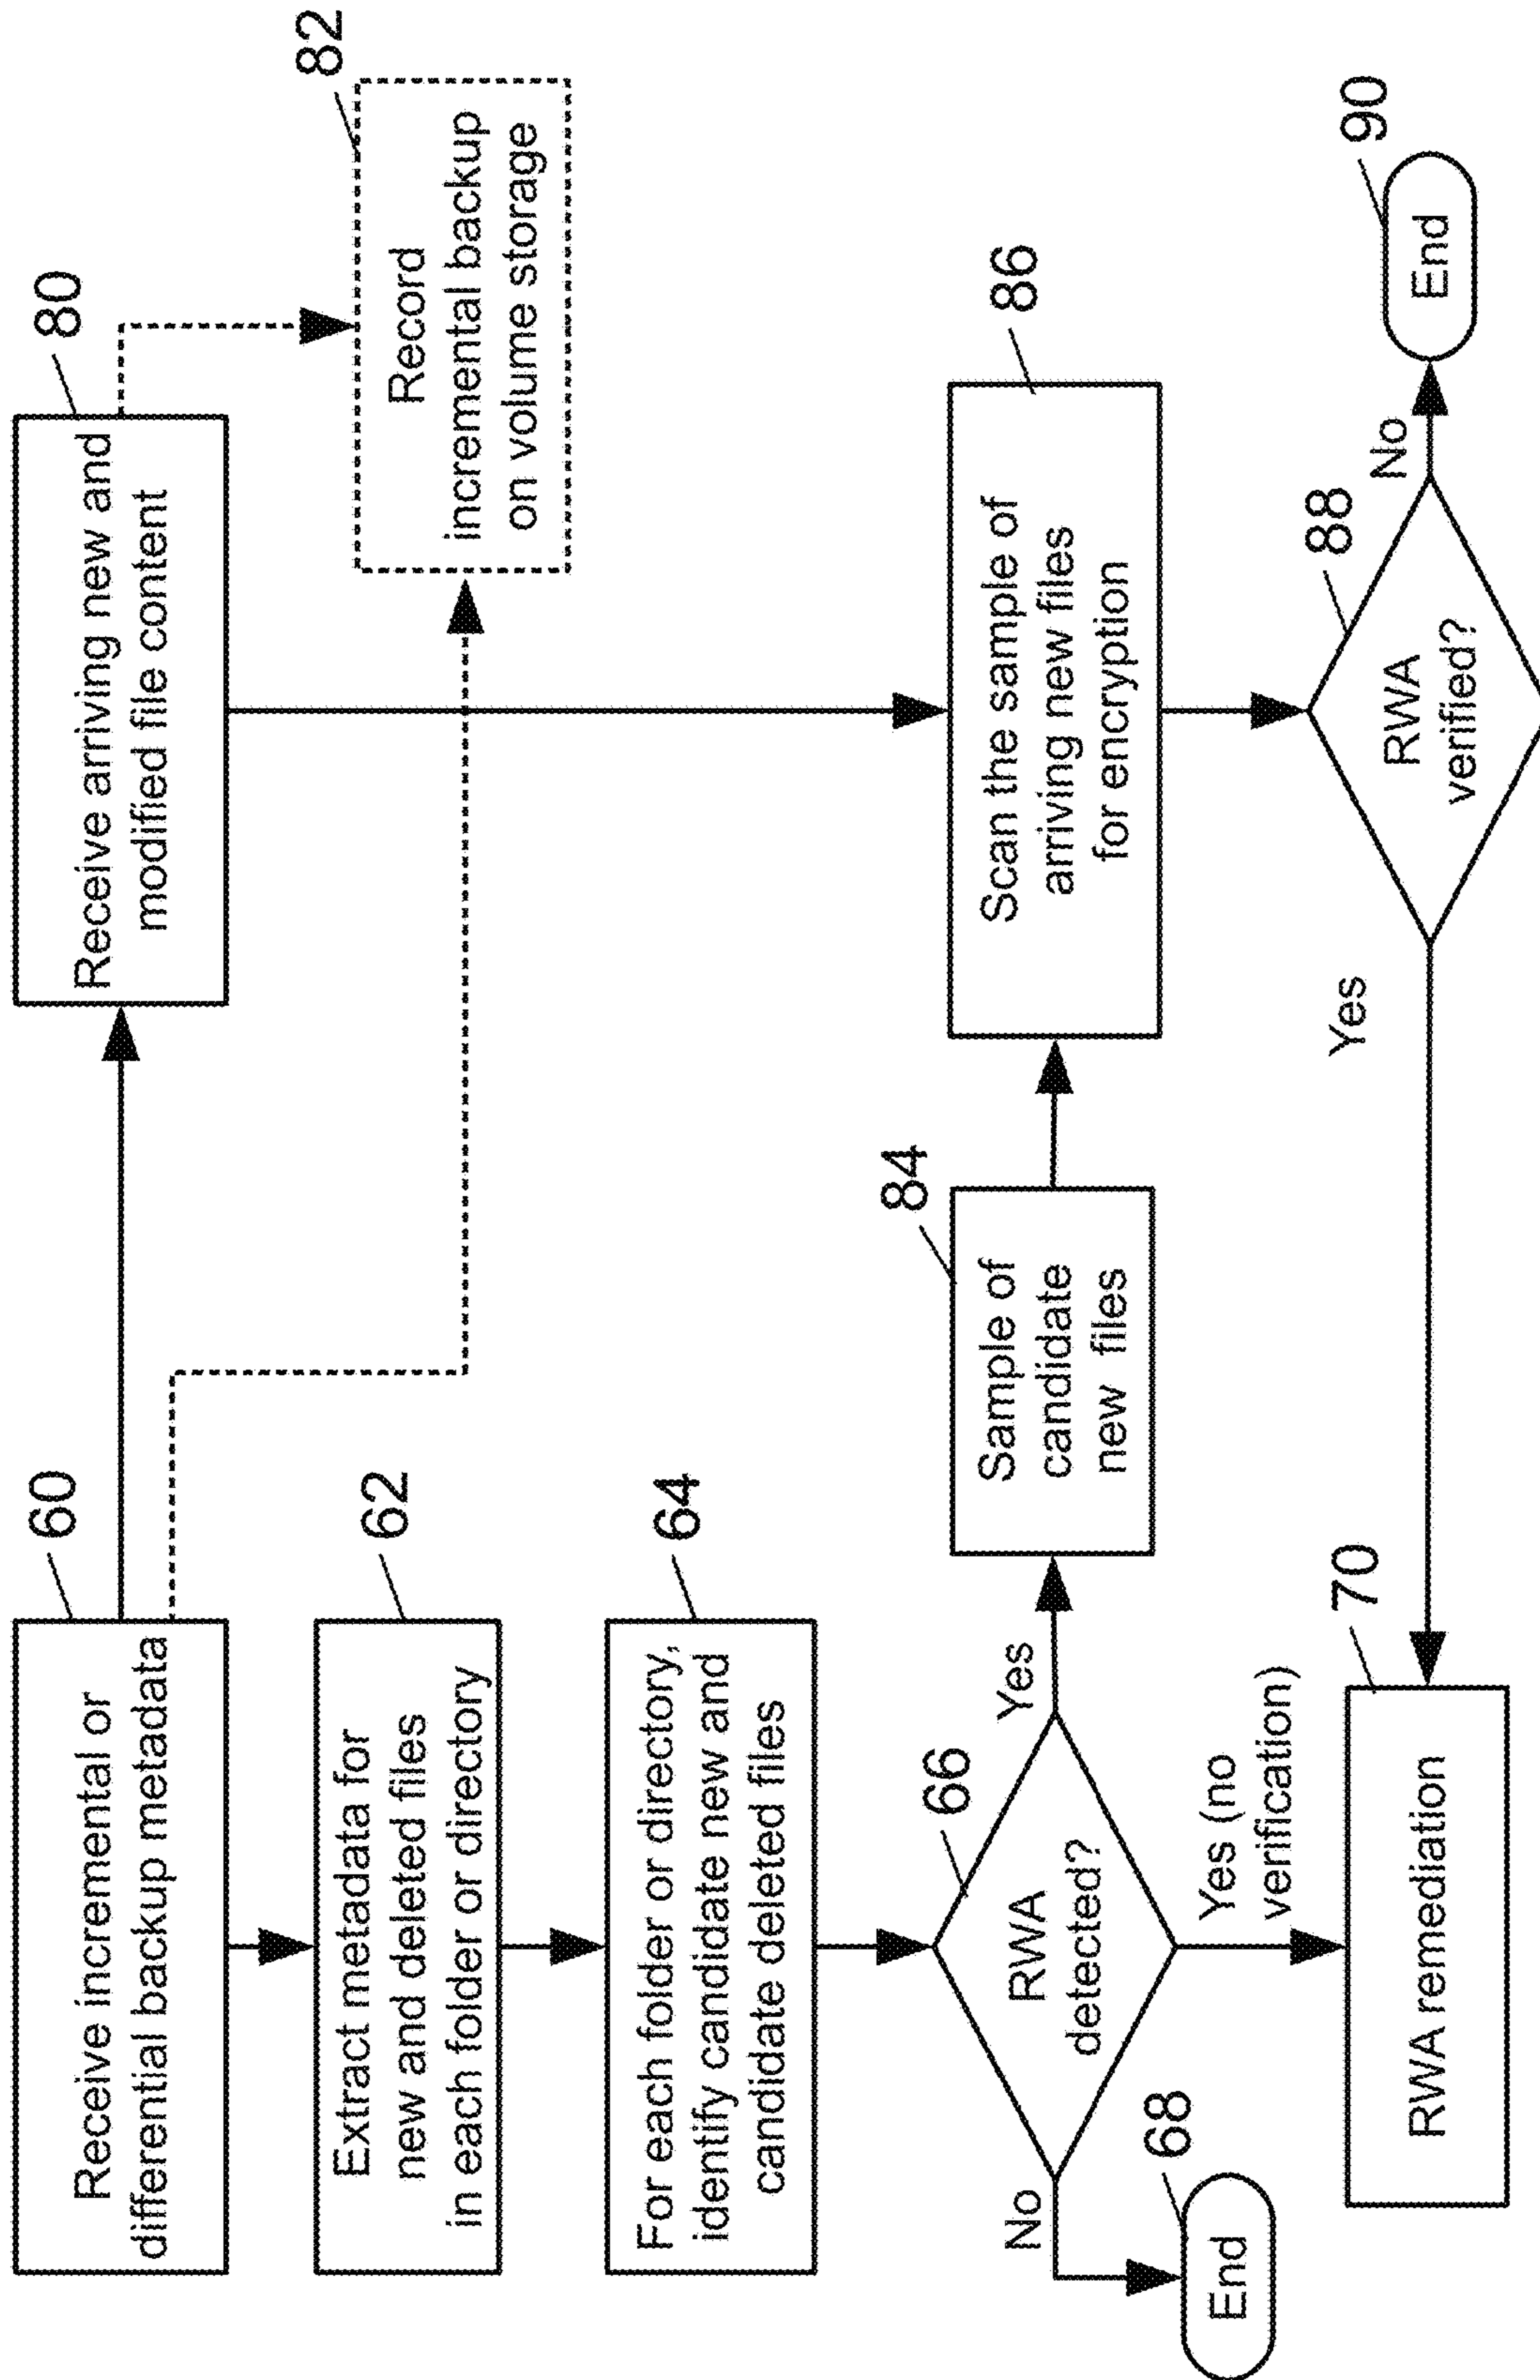 60
Receive incremental or
differential backup metadata
80
Receive arriving new and
modified file content
82
Record
incremental backup
on volume storage
62
Extract metadata for
new and deleted files
in each folder or directory
64
For each folder or directory,
identify candidate new and
candidate deleted files
66
RWA
detected?
No
68
End
Yes
84
Sample of
candidate
new files
86
Scan the sample of
arriving new files
for encryption
Yes (no
verification)
70
RWA remediation
88
RWA
verified?
Yes
No
90
End